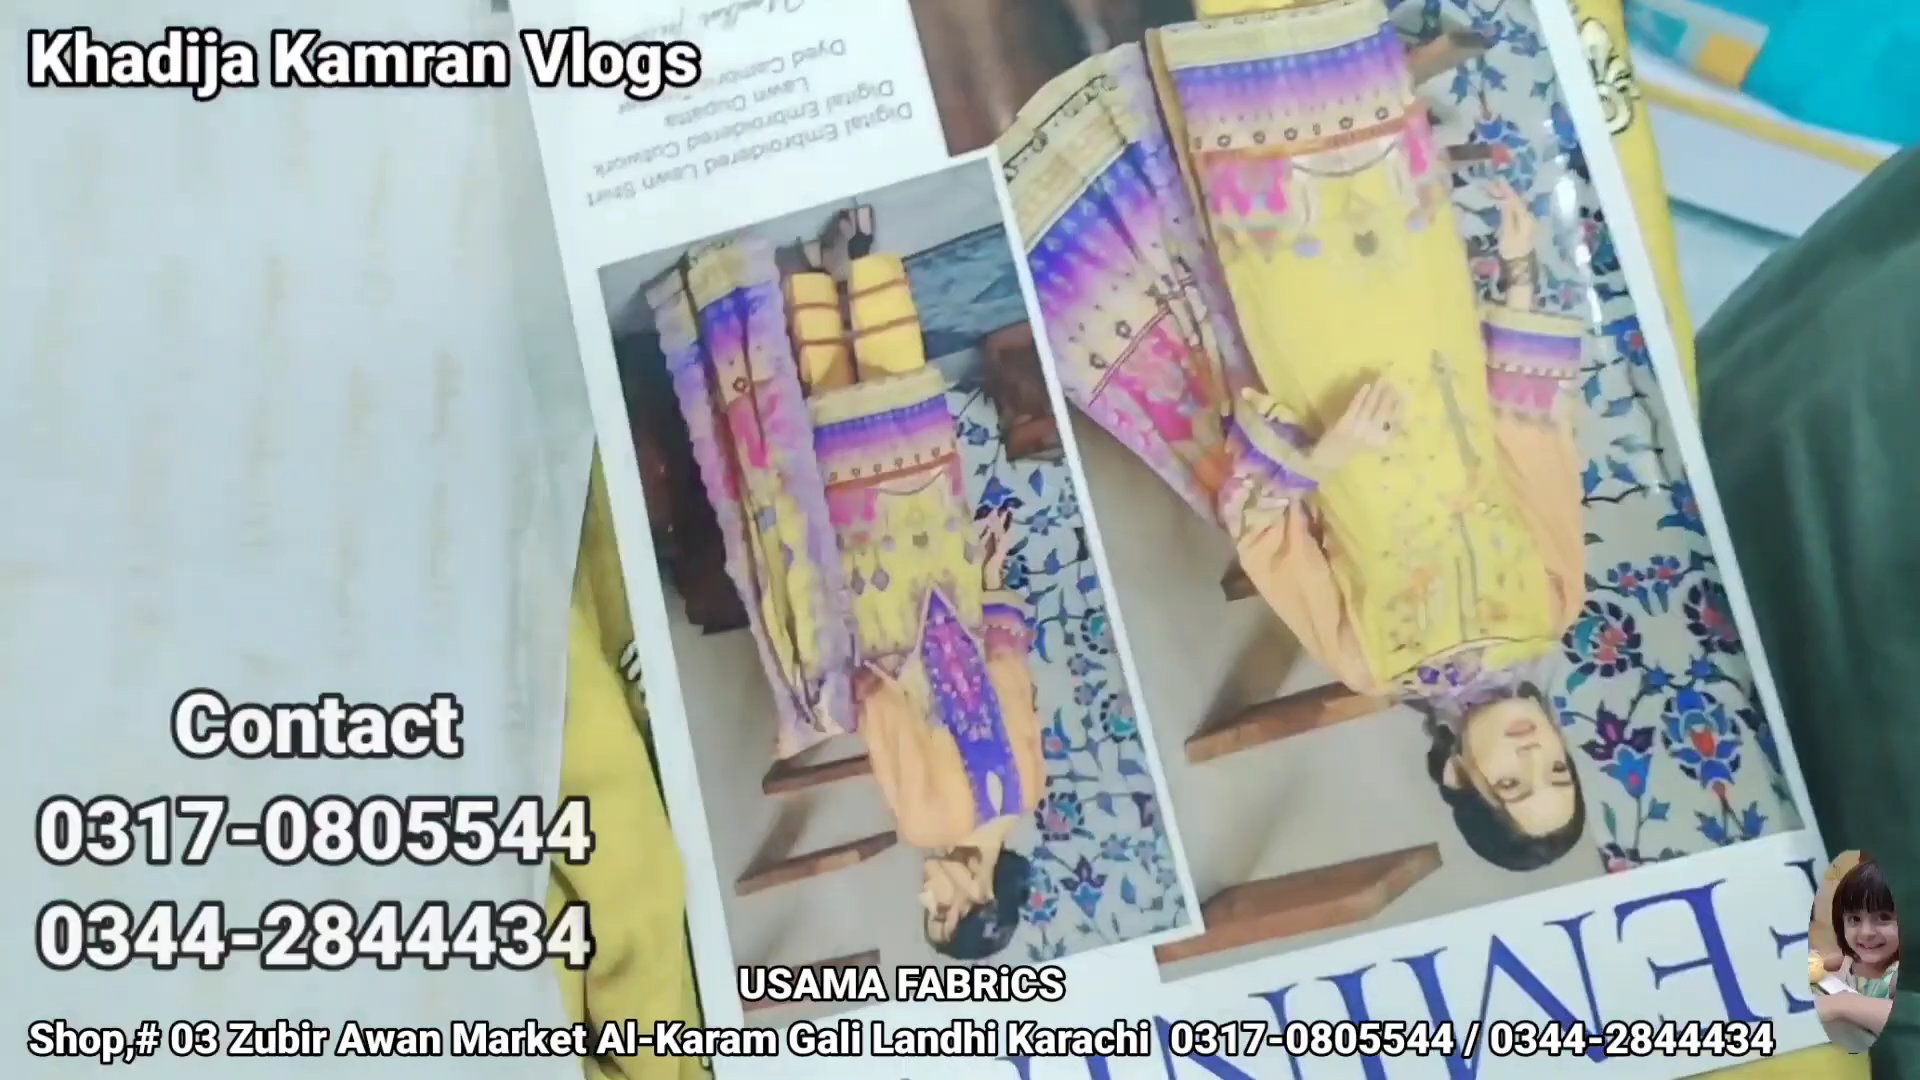 Khadija Kamran Vlogs
Digital Embroidered Lawn Shirt
Digital Embroidered Cutwork
Lawn Dupatta
Dyed Cambric
Contact
0317-0805544
0344-2844434
USAMA FABRiCS
Shop,# 03 Zubir Awan Market Al-Karam Gali Landhi Karachi 0317-0805544 / 0344-2844434